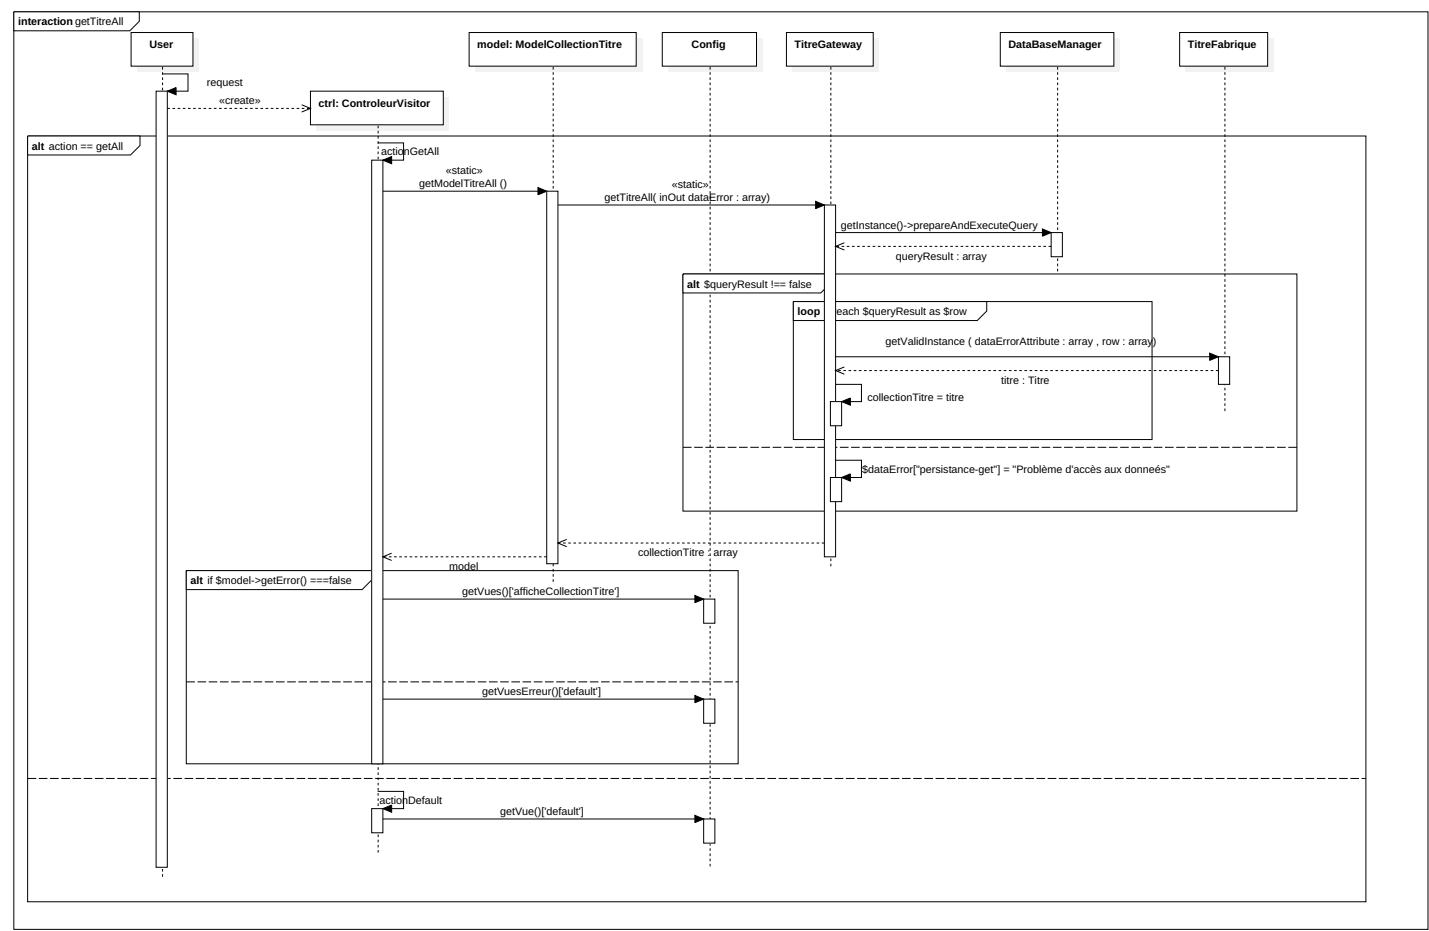 interaction getTitreAll
User
model: ModelCollectionTitre
Config
TitreGateway
DataBaseManager
TitreFabrique
request
«create»
ctrl: ControleurVisitor
alt action == getAll
actionGetAll
«static»
getModelTitreAll ()
«static»
getTitreAll( inOut dataError : array)
getInstance()->prepareAndExecuteQuery
queryResult : array
alt $queryResult !== false
loop each $queryResult as $row
getValidInstance ( dataErrorAttribute : array , row : array)
titre : Titre
collectionTitre = titre
$dataError["persistance-get"] = "Problème d'accès aux donneés"
collectionTitre : array
model
alt if $model->getError() ===false
getVues()['afficheCollectionTitre']
getVuesErreur()['default']
actionDefault
getVue()['default']